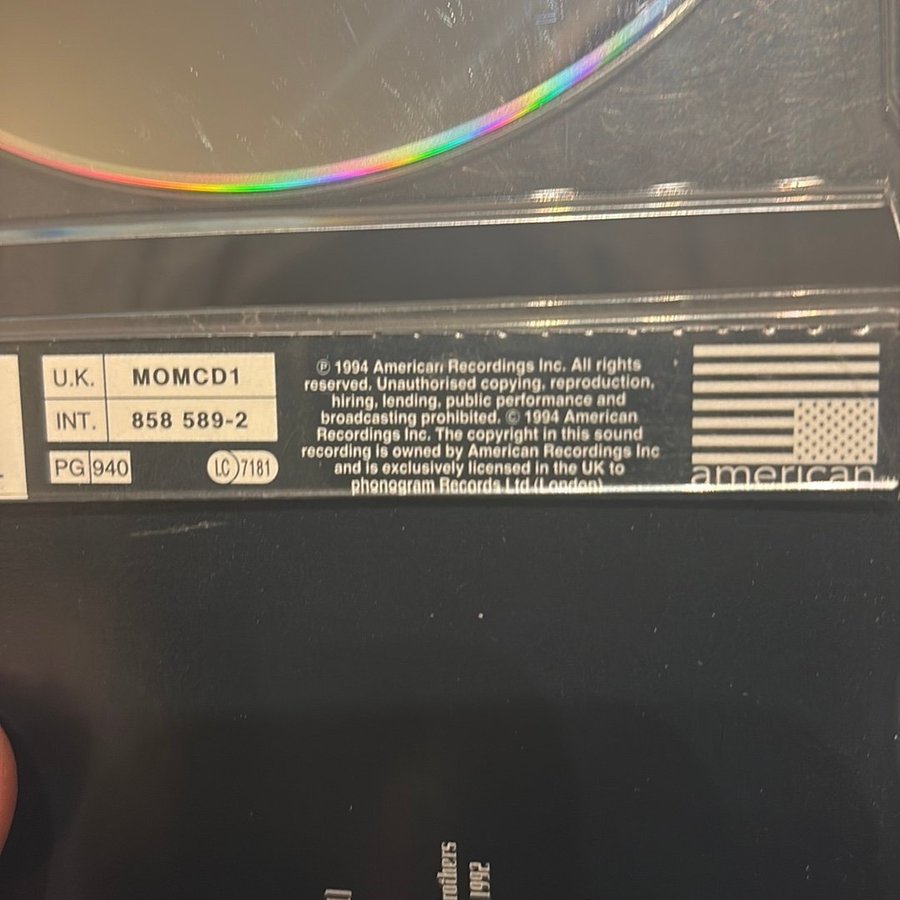 U.K. MOMCD1
INT. 858 589-2
PG 940
LC 7181
℗ 1994 American Recordings Inc. All rights
reserved. Unauthorised copying, reproduction,
hiring, lending, public performance and
broadcasting prohibited. © 1994 American
Recordings Inc. The copyright in this sound
recording is owned by American Recordings Inc
and is exclusively licensed in the UK to
phonogram Records Ltd (London)
american
1992